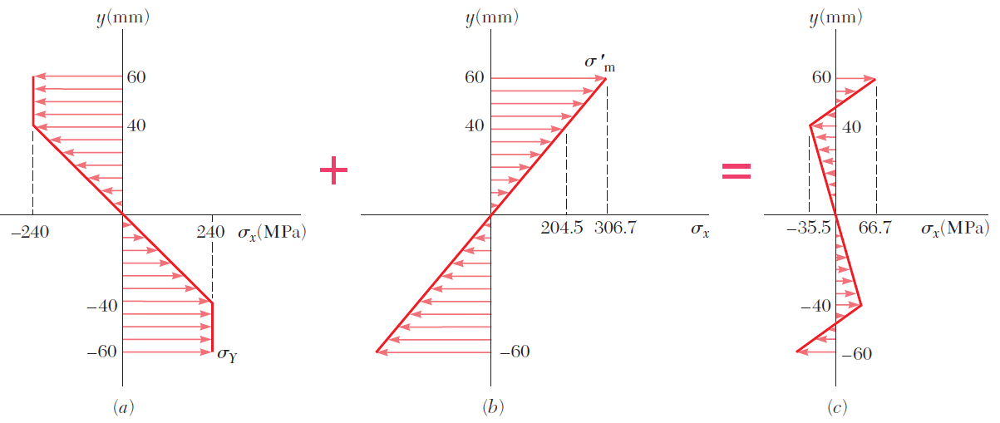 y(mm)
60
40
−240
240
σx(MPa)
−40
−60
σY
(a)
+
y(mm)
σ′m
60
40
204.5
306.7
σx
−60
(b)
=
y(mm)
60
40
−35.5
66.7
σx(MPa)
−40
−60
(c)